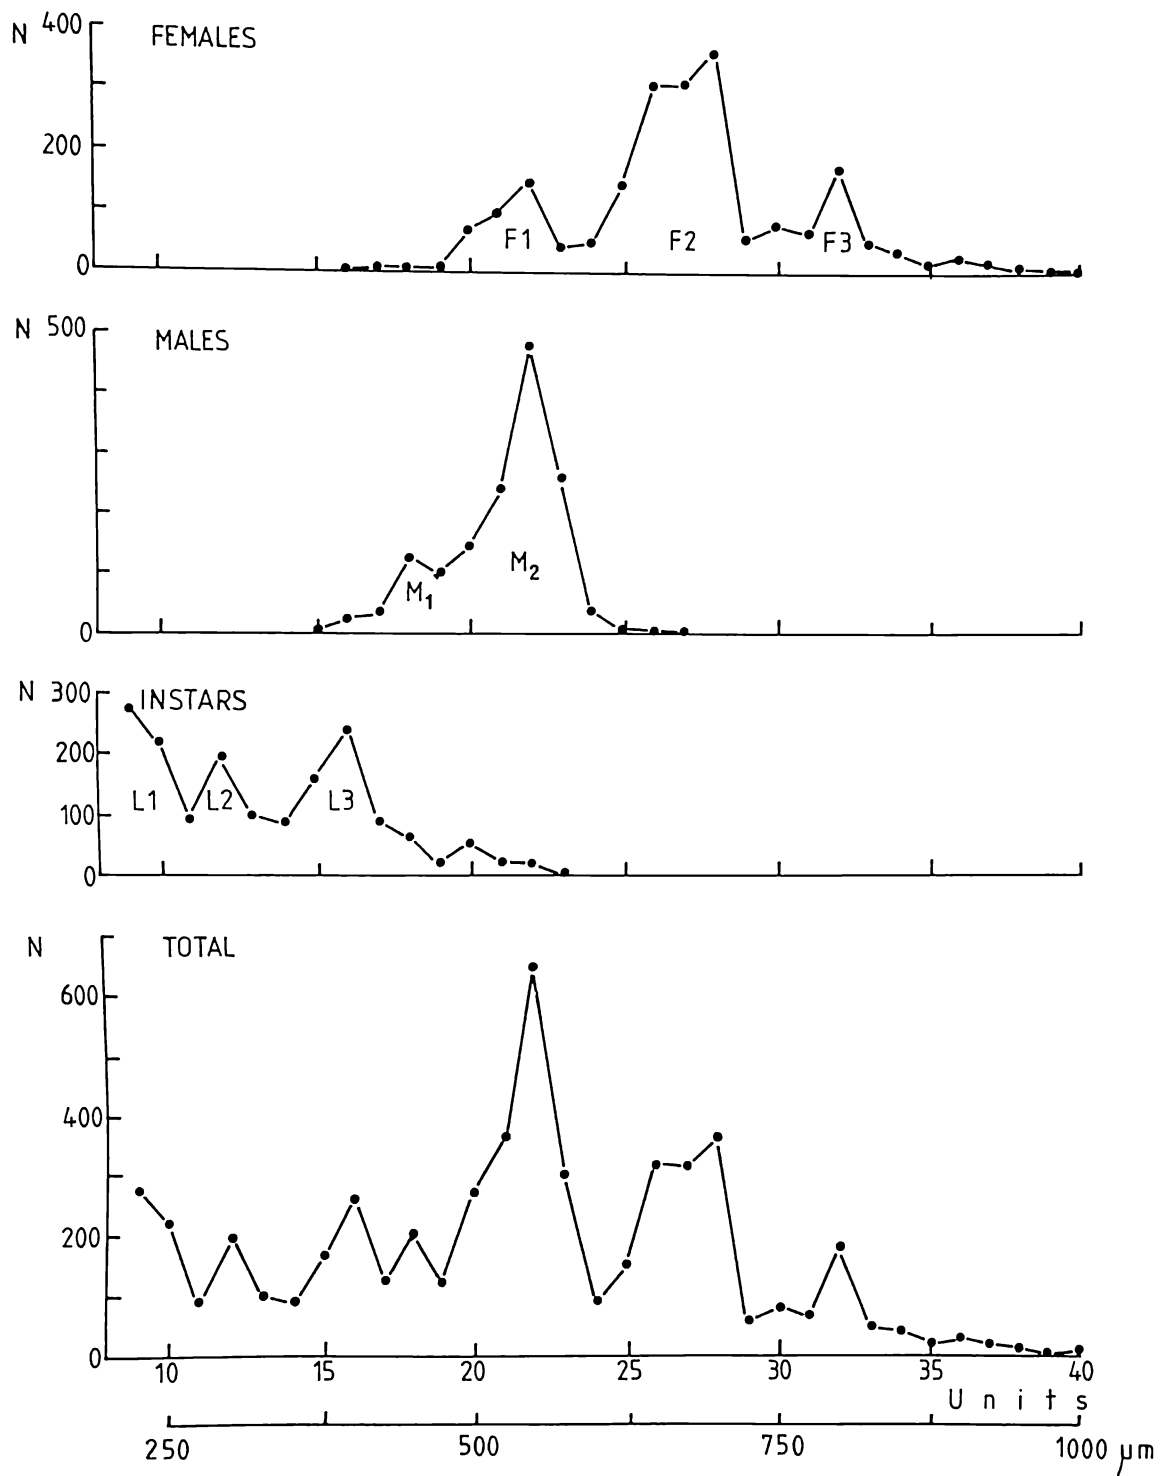 N 400 FEMALES
200
0
F1 F2 F3
N 500 MALES
0
M1 M2
N 300 INSTARS
200
100
0
L1 L2 L3
N TOTAL
600
400
200
0
10 15 20 25 30 35 40
Units
250 500 750 1000 µm